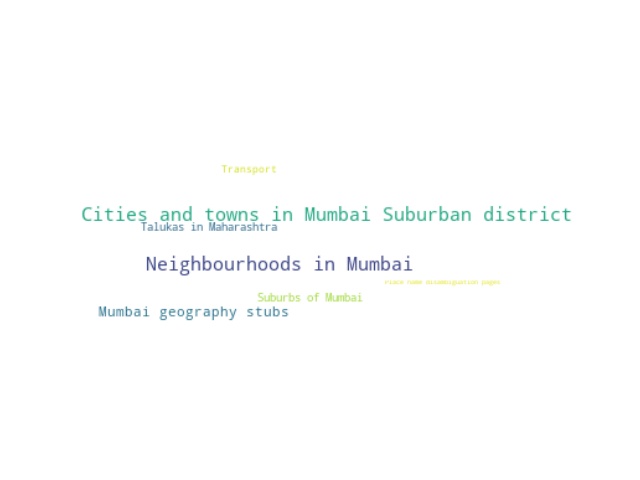 Transport
Cities and towns in Mumbai Suburban district
Talukas in Maharashtra
Neighbourhoods in Mumbai
Place name disambiguation pages
Suburbs of Mumbai
Mumbai geography stubs